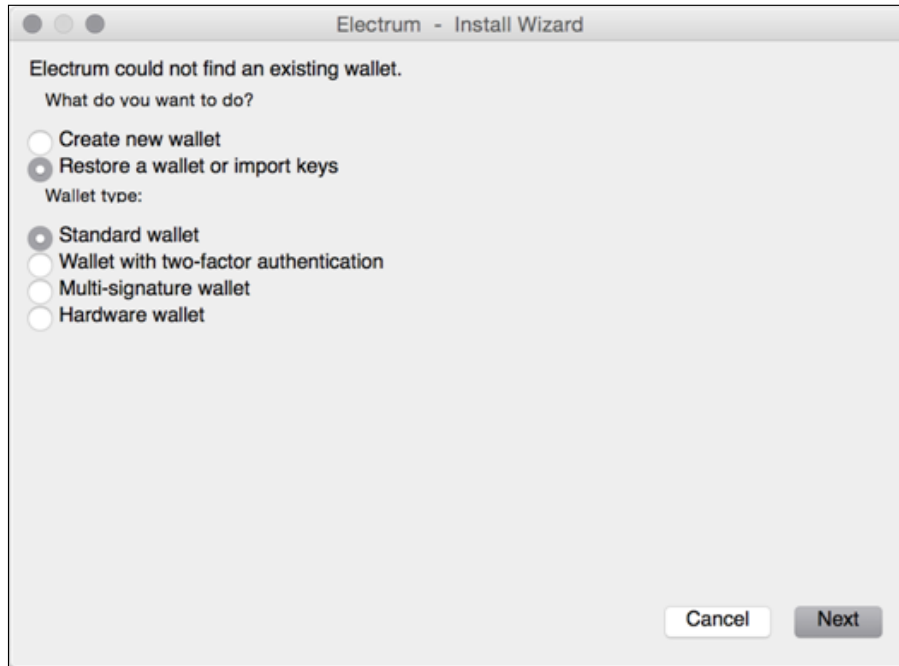 Electrum - Install Wizard
Electrum could not find an existing wallet.
What do you want to do?
Create new wallet
Restore a wallet or import keys
Wallet type:
Standard wallet
Wallet with two-factor authentication
Multi-signature wallet
Hardware wallet
Cancel Next